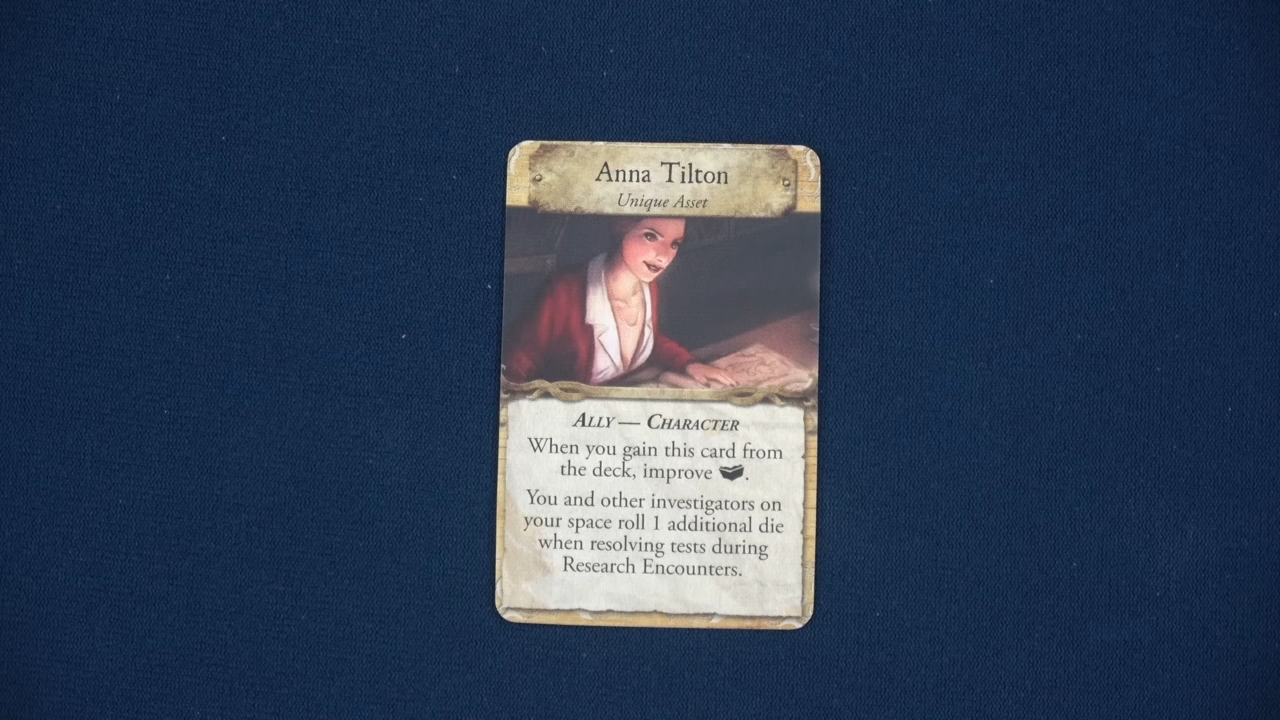 Anna Tilton
Unique Asset
Ally — Character
When you gain this card from
the deck, improve .
You and other investigators on
your space roll 1 additional die
when resolving tests during
Research Encounters.